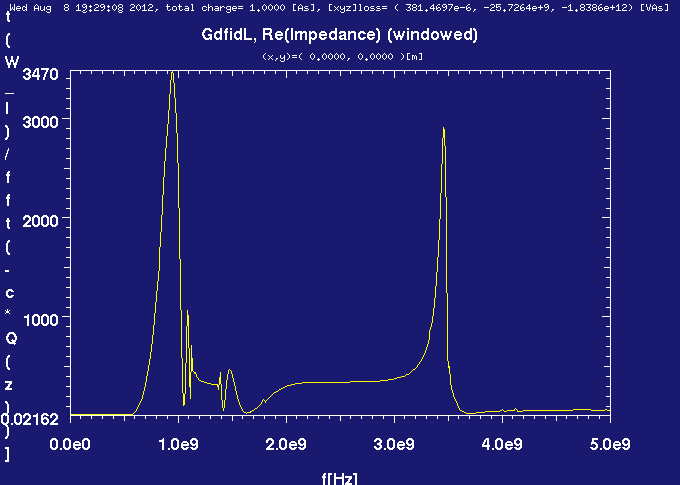 Wed Aug  8 19:29:08 2012, total charge= 1.0000 [As], [xyz]loss= ( 381.4697e-6, -25.7264e+9, -1.8386e+12) [VAs]
GdfidL, Re(Impedance) (windowed)
(x,y)=( 0.0000, 0.0000 )[m]
t(W_l)/fft(-c*Q(z))]
3470
3000
2000
1000
0.02162
0.0e0 1.0e9 2.0e9 3.0e9 4.0e9 5.0e9
f[Hz]